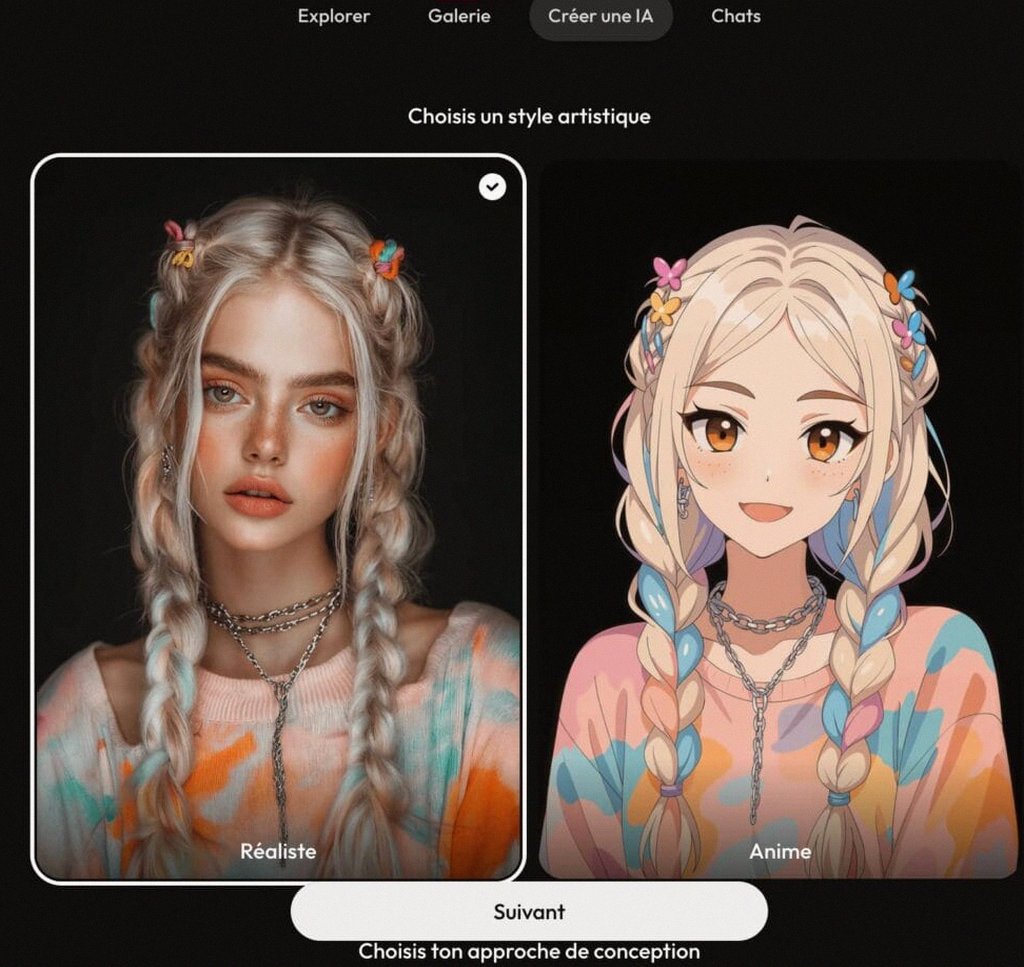 Explorer Galerie Créer une IA Chats
Choisis un style artistique
Réaliste Anime
Suivant
Choisis ton approche de conception